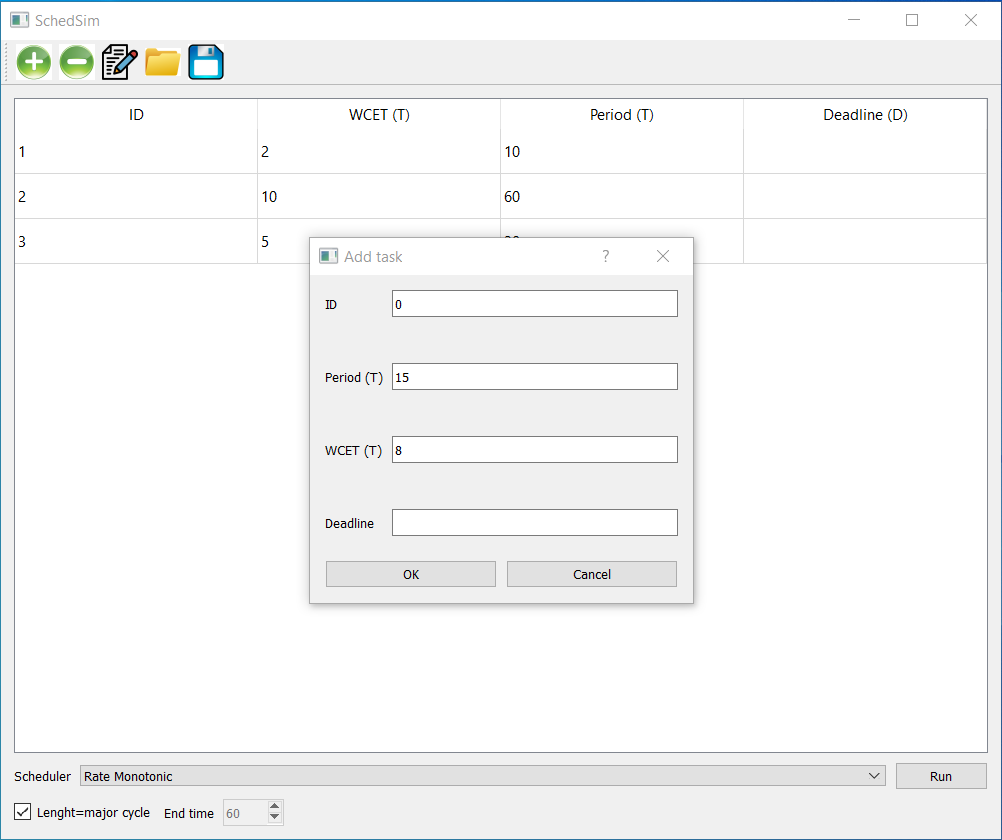 SchedSim
ID WCET (T) Period (T) Deadline (D)
1 2 10
2 10 60
3 5
Add task ?
ID 0
Period (T) 15
WCET (T) 8
Deadline
OK Cancel
Scheduler Rate Monotonic Run
Lenght=major cycle End time 60